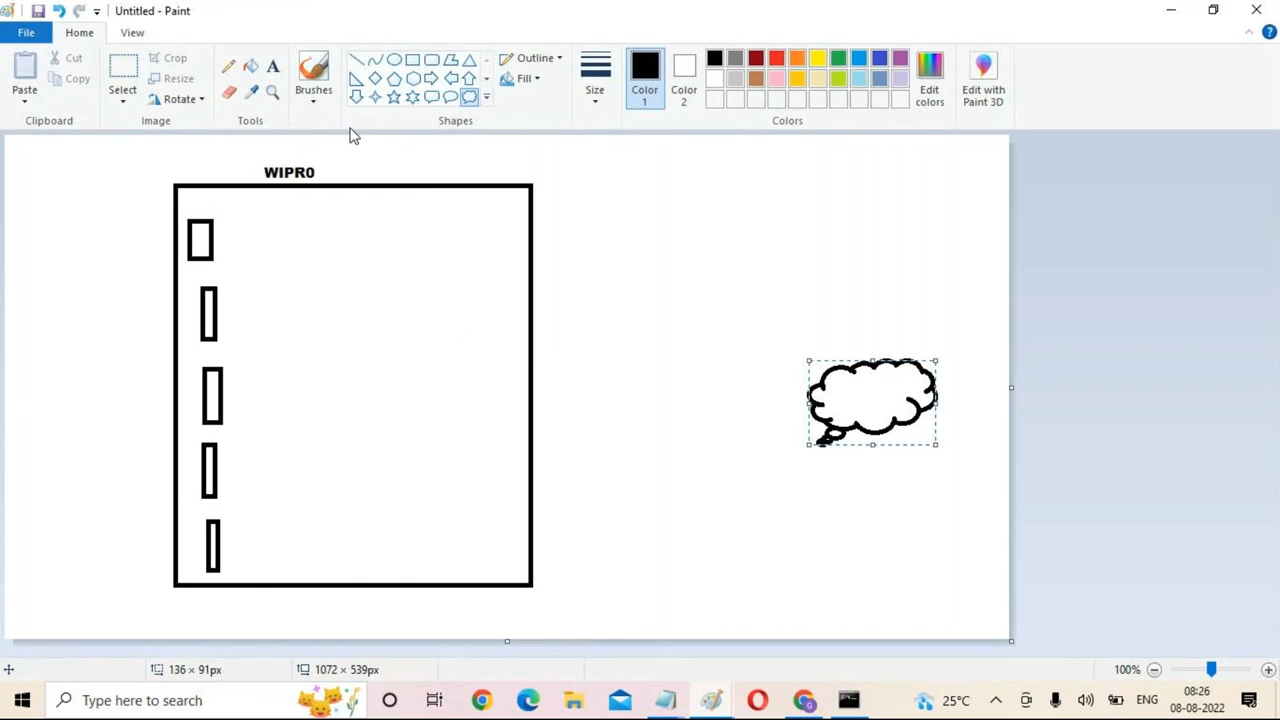 Untitled - Paint
File Home View
Paste
Cut
Copy
Clipboard
Select
Crop
Resize
Rotate
Image
A
Tools
Brushes
Outline
Fill
Shapes
Size
Color 1
Color 2
Edit colors
Colors
Edit with Paint 3D
WIPR0
136 × 91px
1072 × 539px
100%
Type here to search
25°C
ENG
08:26
08-08-2022